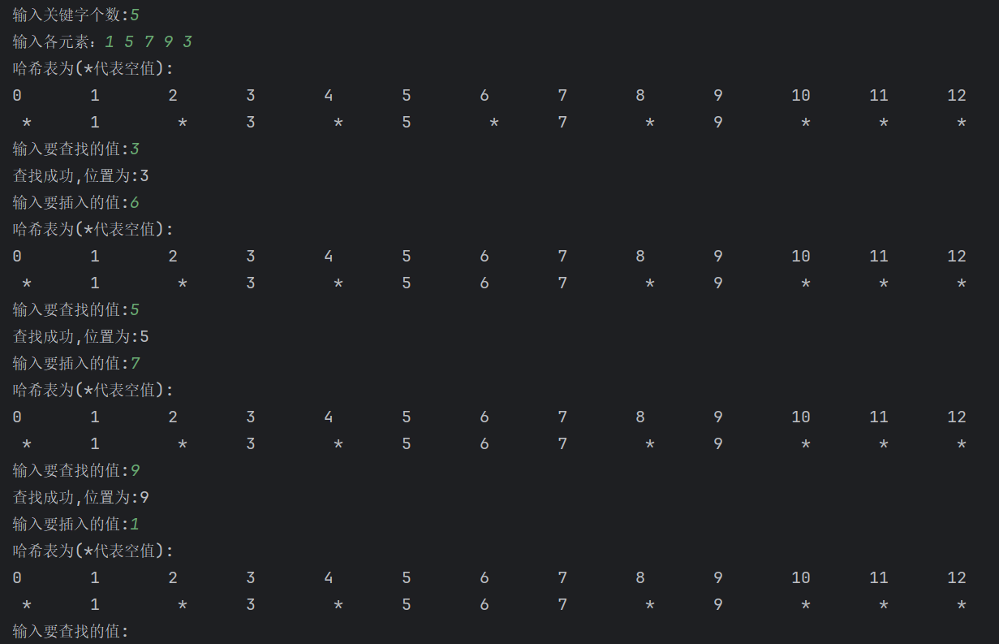 输入关键字个数:5
输入各元素：1 5 7 9 3
哈希表为(*代表空值):
0 1 2 3 4 5 6 7 8 9 10 11 12
* 1 * 3 * 5 * 7 * 9 * * *
输入要查找的值:3
查找成功,位置为:3
输入要插入的值:6
哈希表为(*代表空值):
0 1 2 3 4 5 6 7 8 9 10 11 12
* 1 * 3 * 5 6 7 * 9 * * *
输入要查找的值:5
查找成功,位置为:5
输入要插入的值:7
哈希表为(*代表空值):
0 1 2 3 4 5 6 7 8 9 10 11 12
* 1 * 3 * 5 6 7 * 9 * * *
输入要查找的值:9
查找成功,位置为:9
输入要插入的值:1
哈希表为(*代表空值):
0 1 2 3 4 5 6 7 8 9 10 11 12
* 1 * 3 * 5 6 7 * 9 * * *
输入要查找的值: